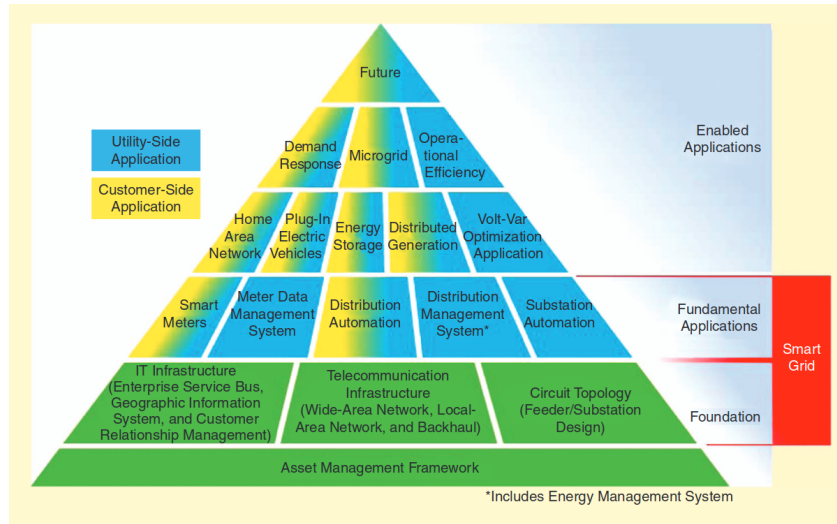 Future
Utility-Side
Application
Customer-Side
Application
Demand
Response
Microgrid
Opera-
tional
Efficiency
Enabled
Applications
Home
Area
Network
Plug-In
Electric
Vehicles
Energy
Storage
Distributed
Generation
Volt-Var
Optimization
Application
Smart
Meters
Meter Data
Management
System
Distribution
Automation
Distribution
Management
System*
Substation
Automation
Fundamental
Applications
Smart
Grid
IT Infrastructure
(Enterprise Service Bus,
Geographic Information
System, and Customer
Relationship Management)
Telecommunication
Infrastructure
(Wide-Area Network, Local-
Area Network, and Backhaul)
Circuit Topology
(Feeder/Substation
Design)
Foundation
Asset Management Framework
*Includes Energy Management System